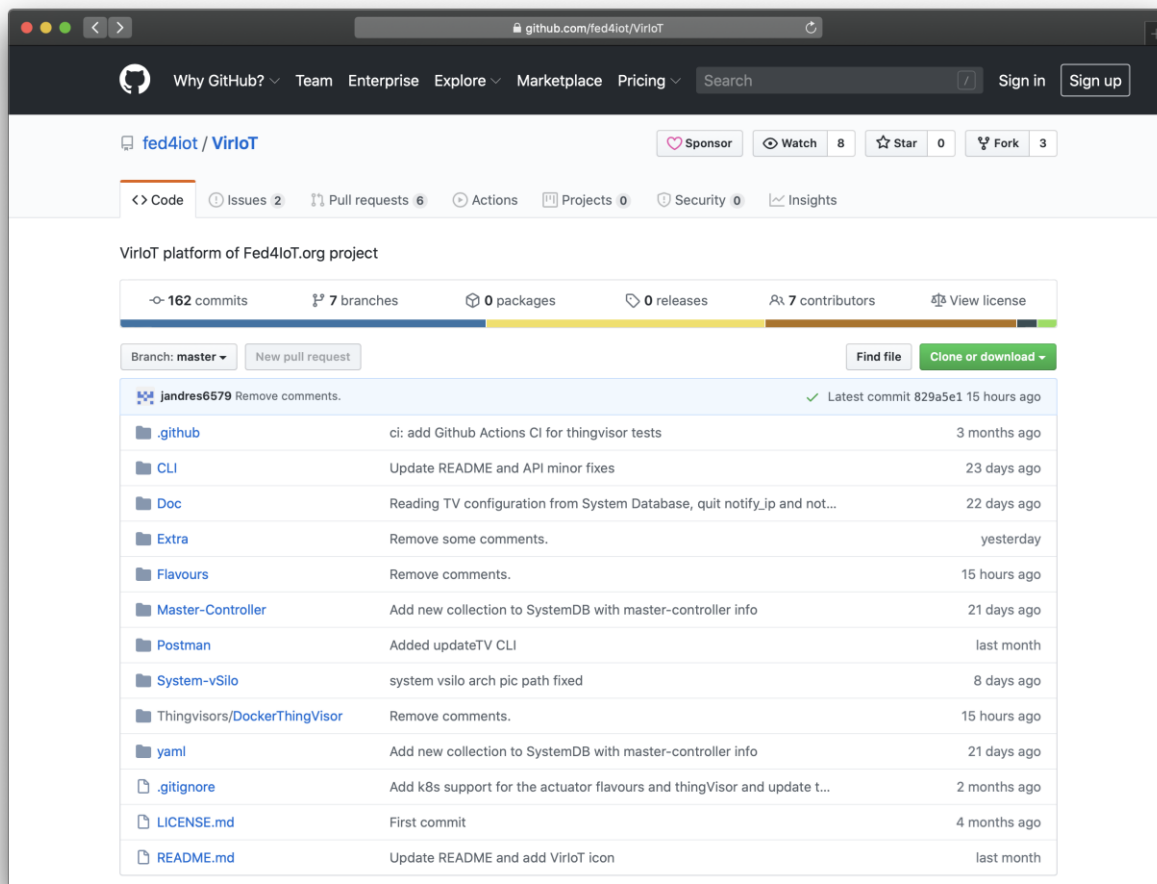 github.com/fed4iot/VirIoT
Why GitHub? Team Enterprise Explore Marketplace Pricing Search / Sign in Sign up
fed4iot / VirIoT Sponsor Watch 8 Star 0 Fork 3
<> Code Issues 2 Pull requests 6 Actions Projects 0 Security 0 Insights
VirIoT platform of Fed4IoT.org project
162 commits 7 branches 0 packages 0 releases 7 contributors View license
Branch: master New pull request Find file Clone or download
jandres6579 Remove comments. Latest commit 829a5e1 15 hours ago
.github ci: add Github Actions CI for thingvisor tests 3 months ago
CLI Update README and API minor fixes 23 days ago
Doc Reading TV configuration from System Database, quit notify_ip and not... 22 days ago
Extra Remove some comments. yesterday
Flavours Remove comments. 15 hours ago
Master-Controller Add new collection to SystemDB with master-controller info 21 days ago
Postman Added updateTV CLI last month
System-vSilo system vsilo arch pic path fixed 8 days ago
Thingvisors/DockerThingVisor Remove comments. 15 hours ago
yaml Add new collection to SystemDB with master-controller info 21 days ago
.gitignore Add k8s support for the actuator flavours and thingVisor and update t... 2 months ago
LICENSE.md First commit 4 months ago
README.md Update README and add VirIoT icon last month